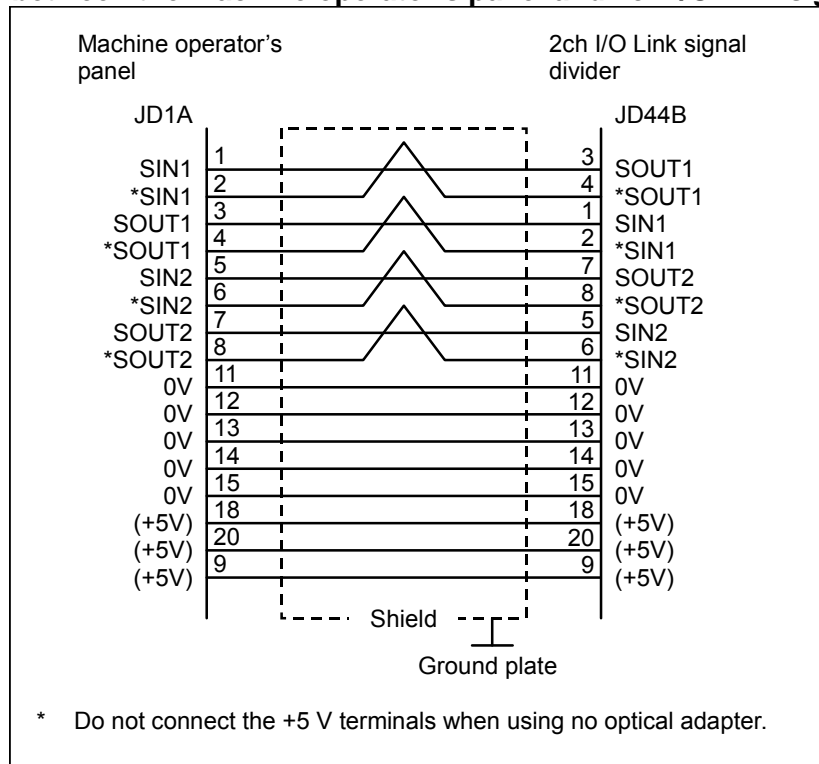 Machine operator's panel
2ch I/O Link signal divider
JD1A
JD44B
SIN1 1 3 SOUT1
*SIN1 2 4 *SOUT1
SOUT1 3 1 SIN1
*SOUT1 4 2 *SIN1
SIN2 5 7 SOUT2
*SIN2 6 8 *SOUT2
SOUT2 7 5 SIN2
*SOUT2 8 6 *SIN2
0V 11 11 0V
0V 12 12 0V
0V 13 13 0V
0V 14 14 0V
0V 15 15 0V
(+5V) 18 18 (+5V)
(+5V) 20 20 (+5V)
(+5V) 9 9 (+5V)
Shield
Ground plate
* Do not connect the +5 V terminals when using no optical adapter.